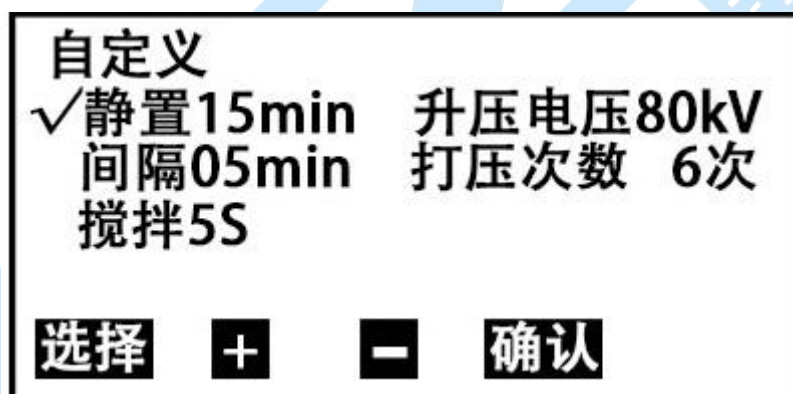 自定义
√静置15min 升压电压80kV
间隔05min 打压次数 6次
搅拌5S
选择 + - 确认